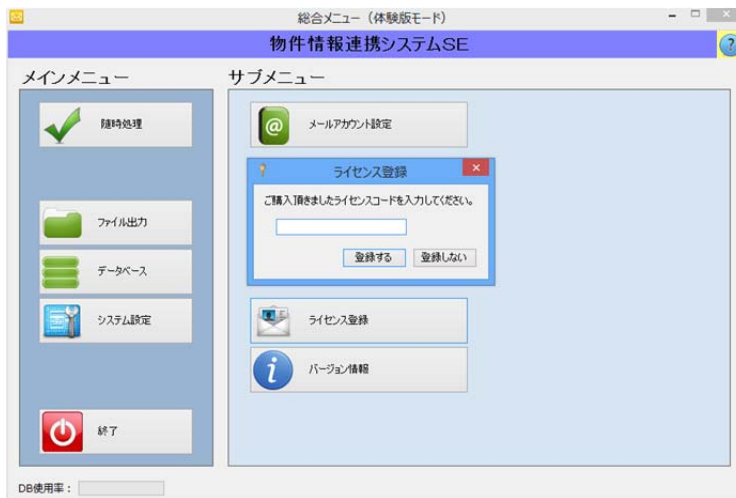 総合メニュー（体験版モード）
物件情報連携システムSE
?
メインメニュー
サブメニュー
随時処理
ファイル出力
データベース
システム設定
終了
@
メールアカウント設定
ライセンス登録
ご購入頂きましたライセンスコードを入力してください。
登録する
登録しない
ライセンス登録
i
バージョン情報
DB使用率：